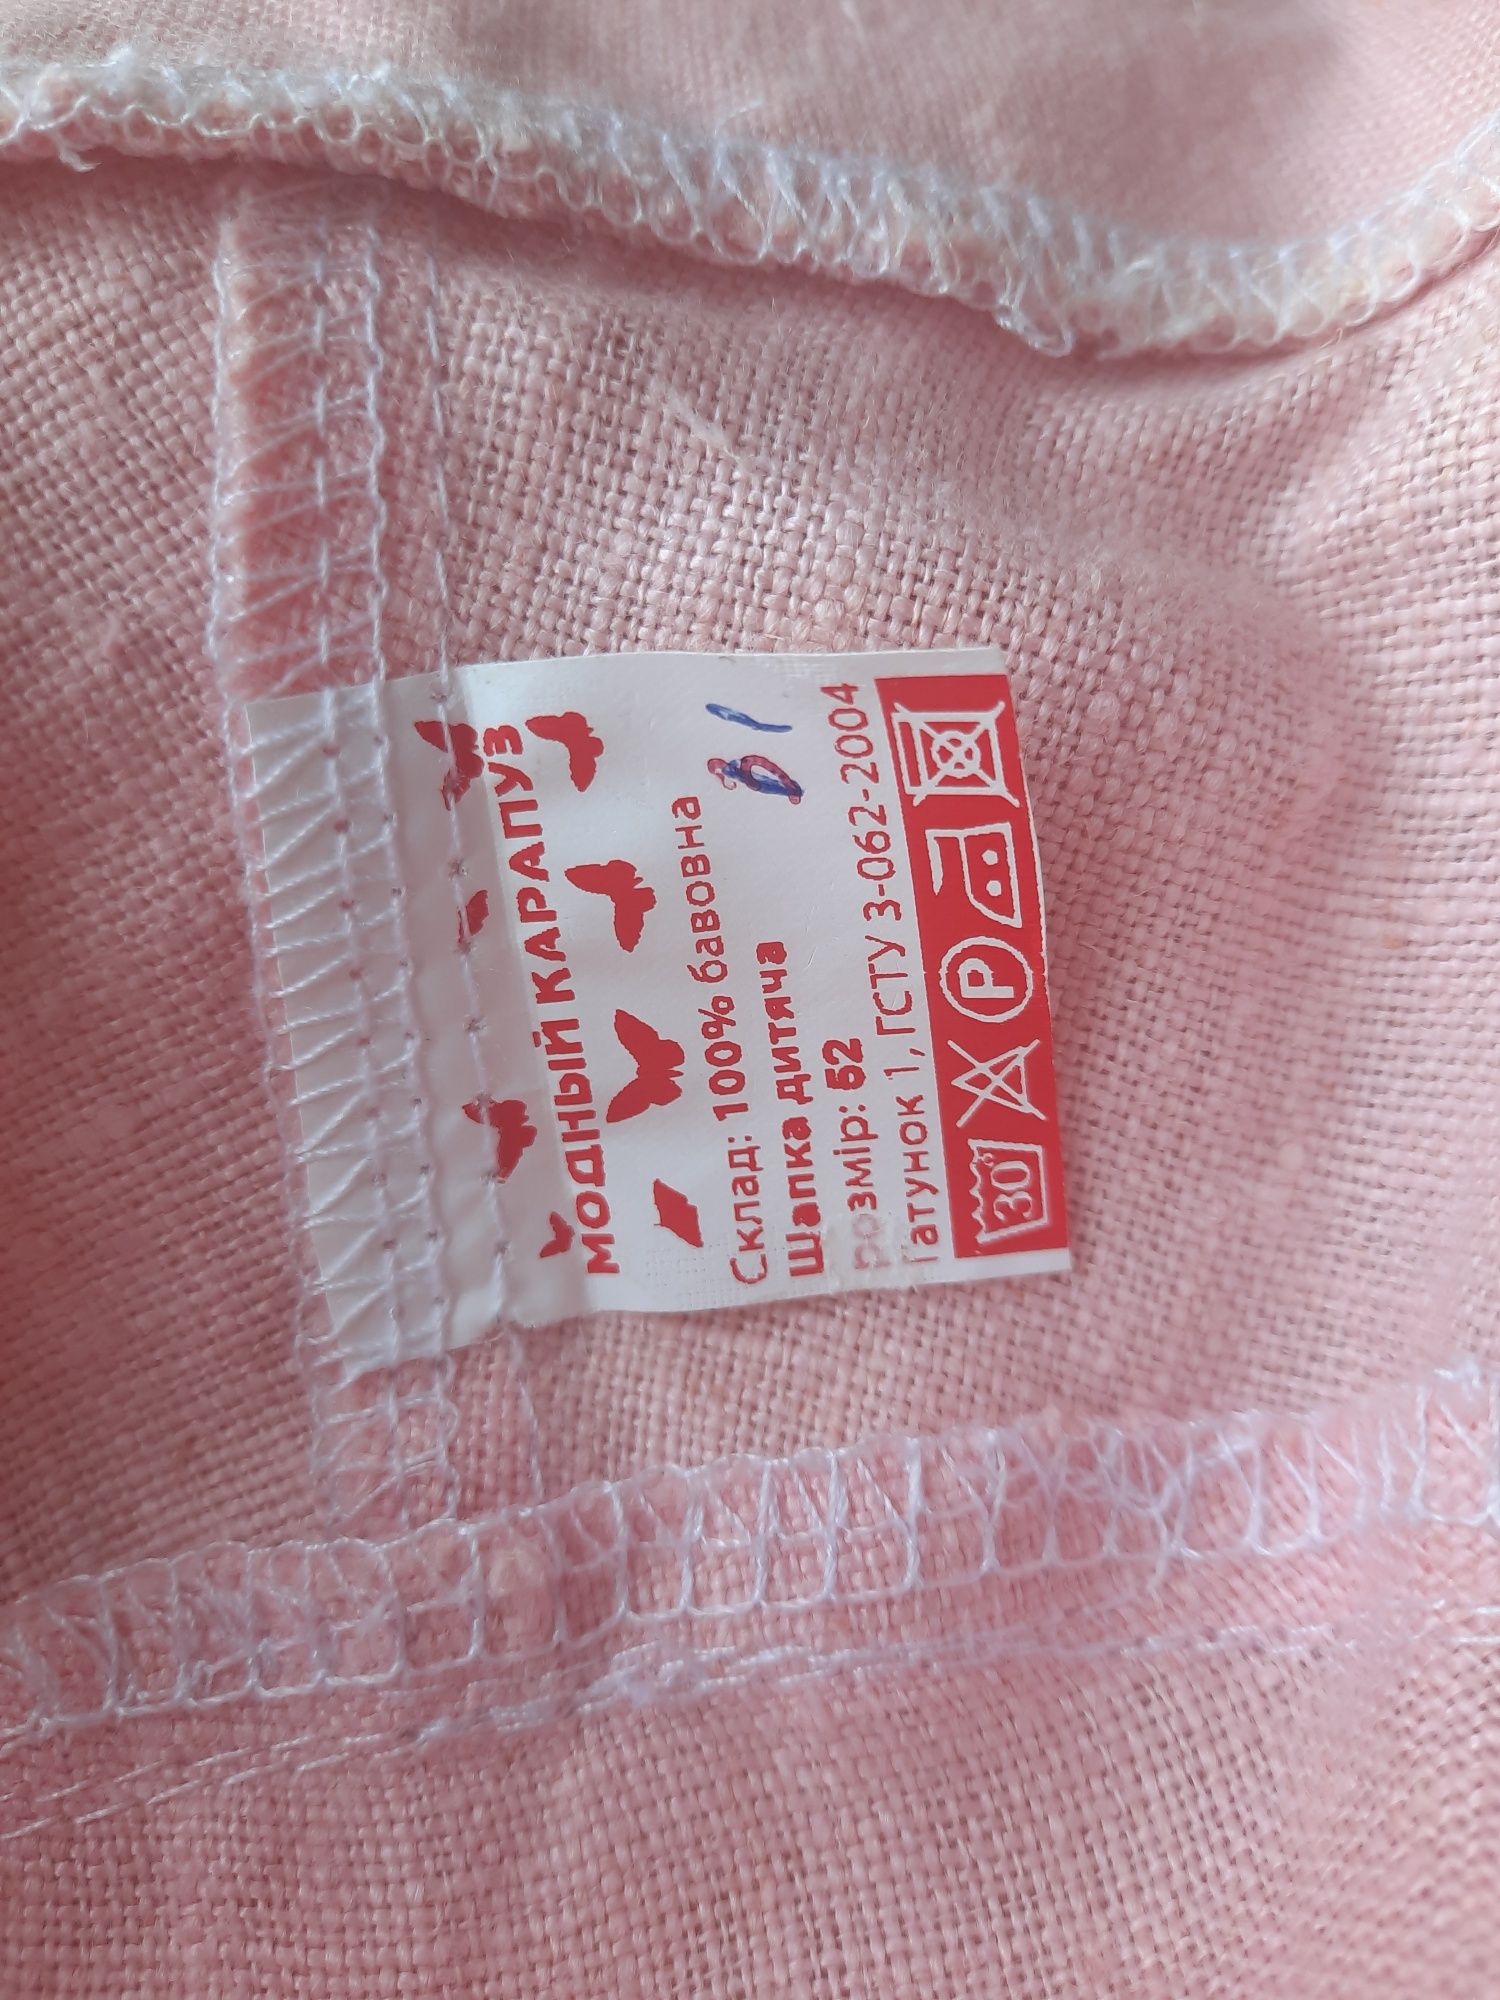 МОДНЫЙ КАРАПУЗ
Склад: 100% бавовна
Шапка дитяча
Розмір: 52
Гатунок 1, ГСТУ 3-062-2004
30°
P